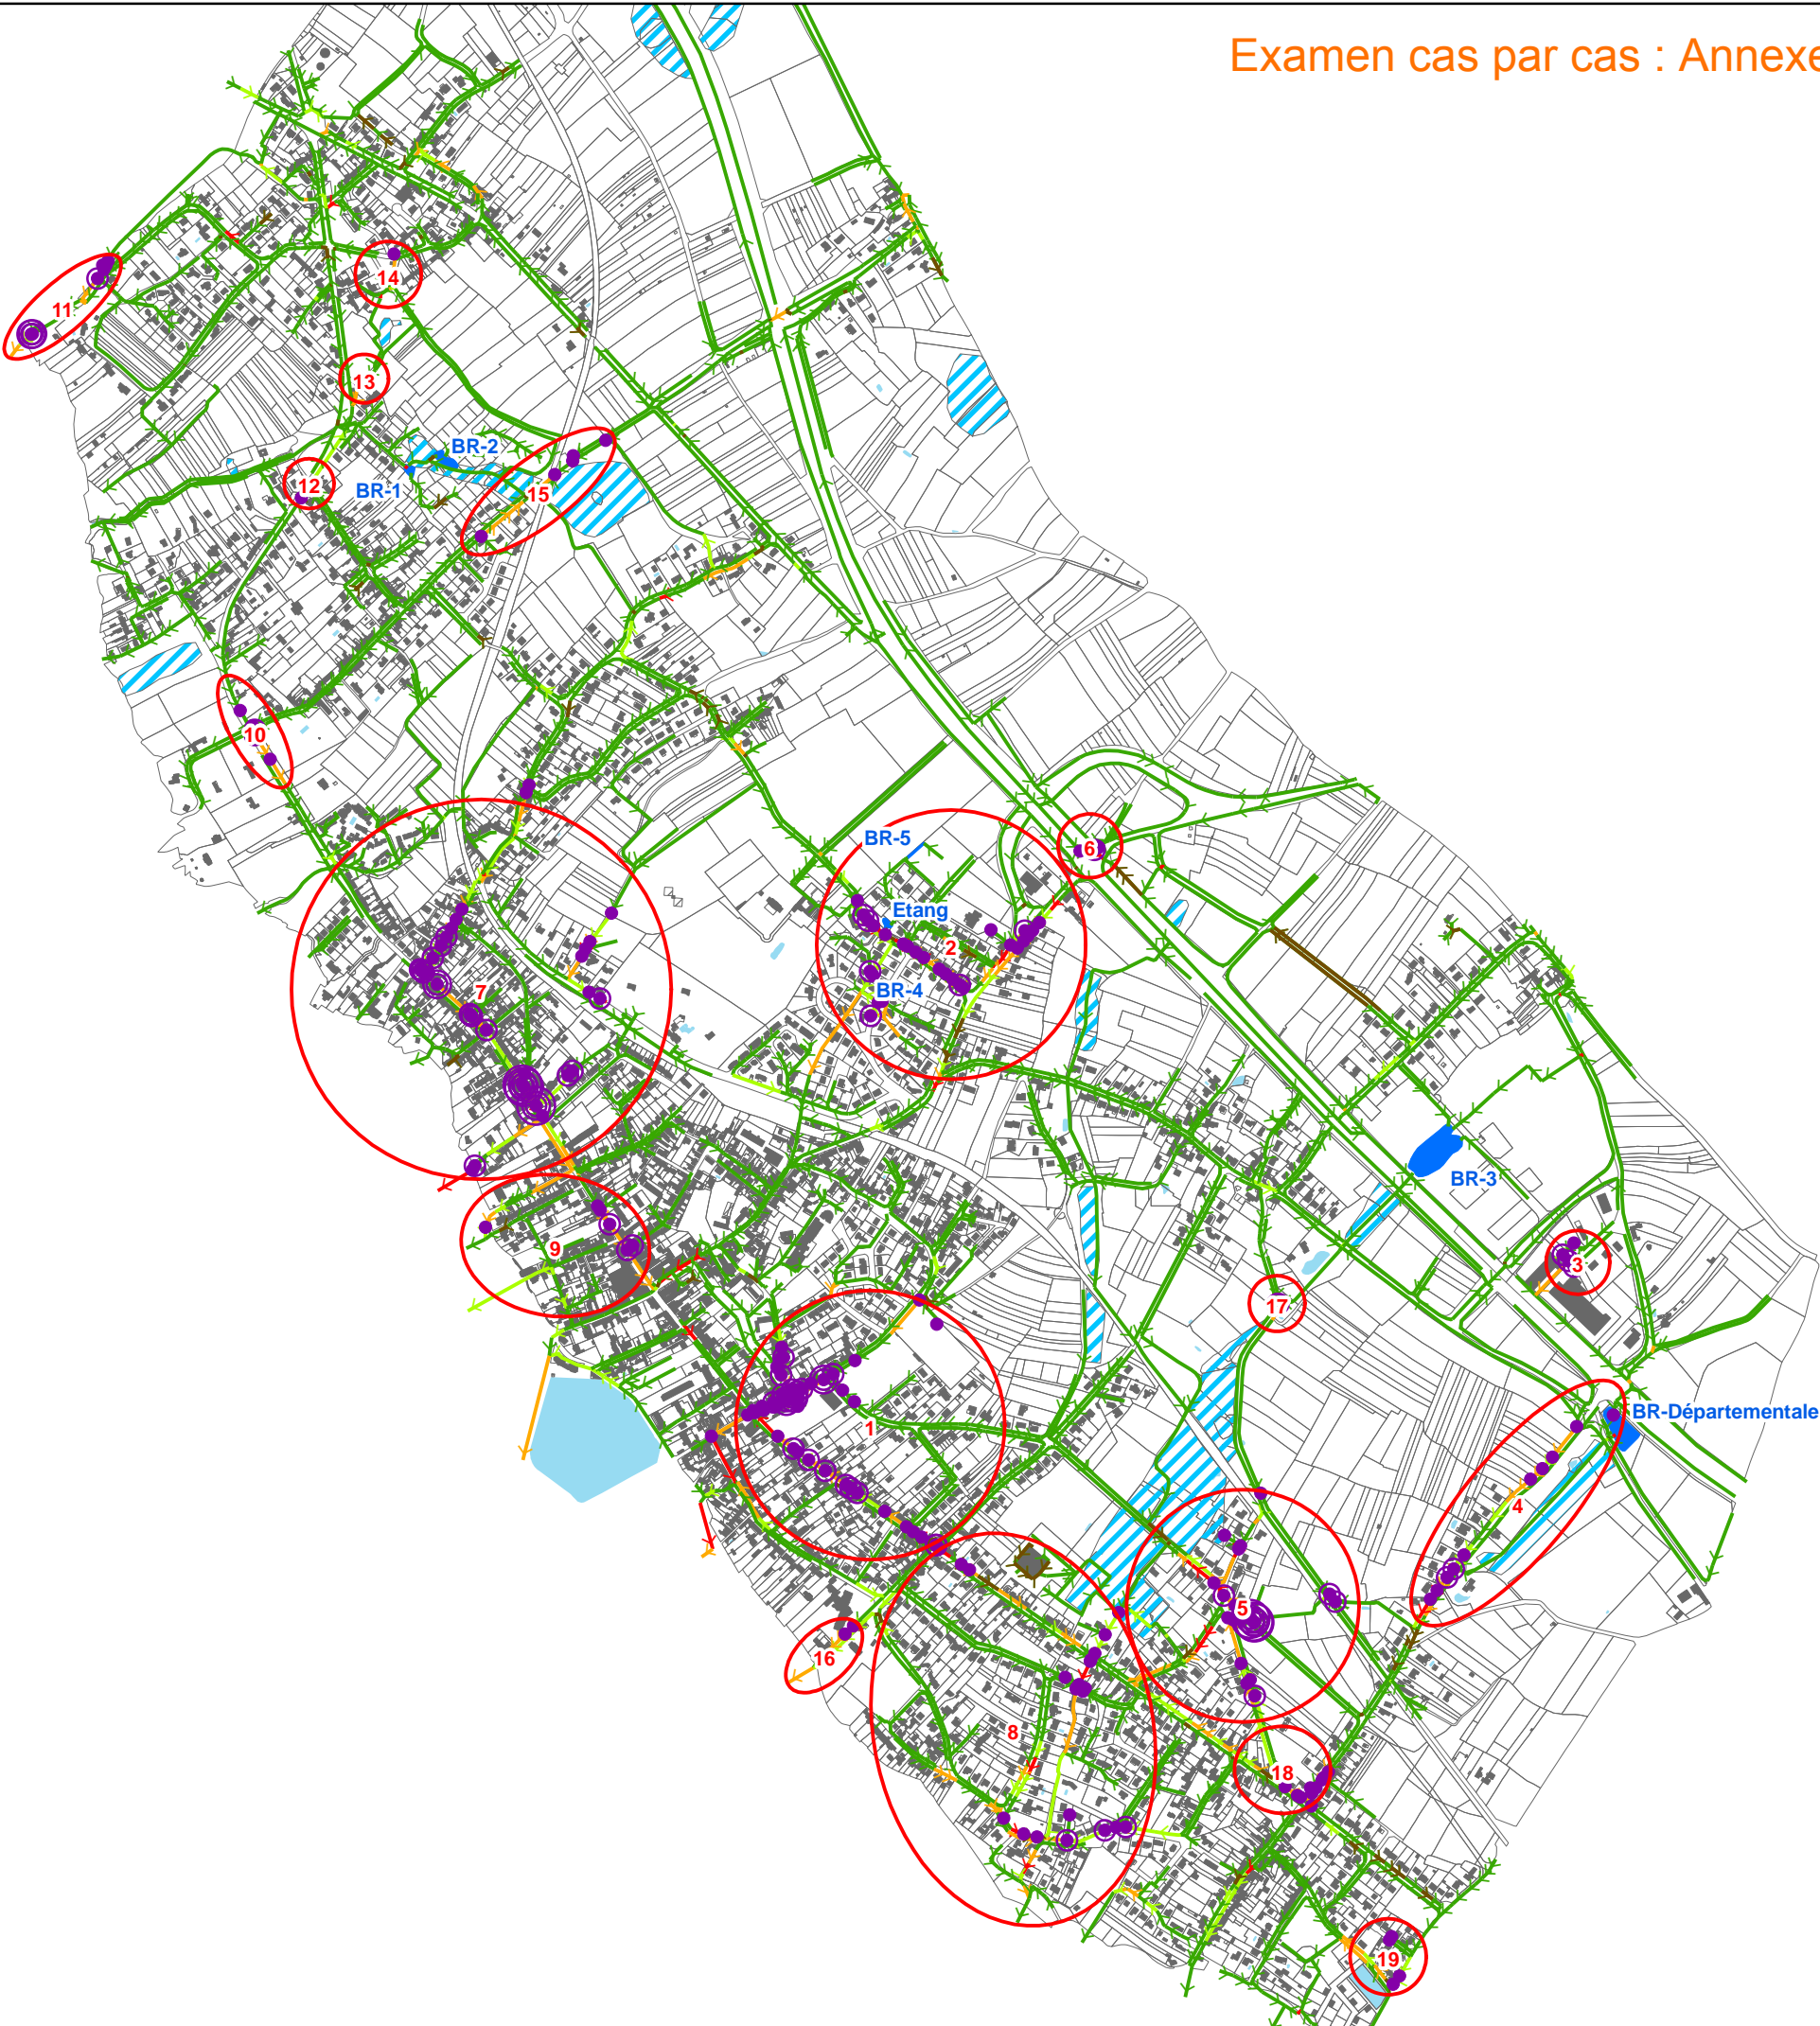 Examen cas par cas : Annexe
14
11
13
BR-2
12
BR-1
15
10
BR-5
6
Etang
2
BR-4
7
BR-3
9
3
17
BR-Départementale
1
4
5
16
8
18
19